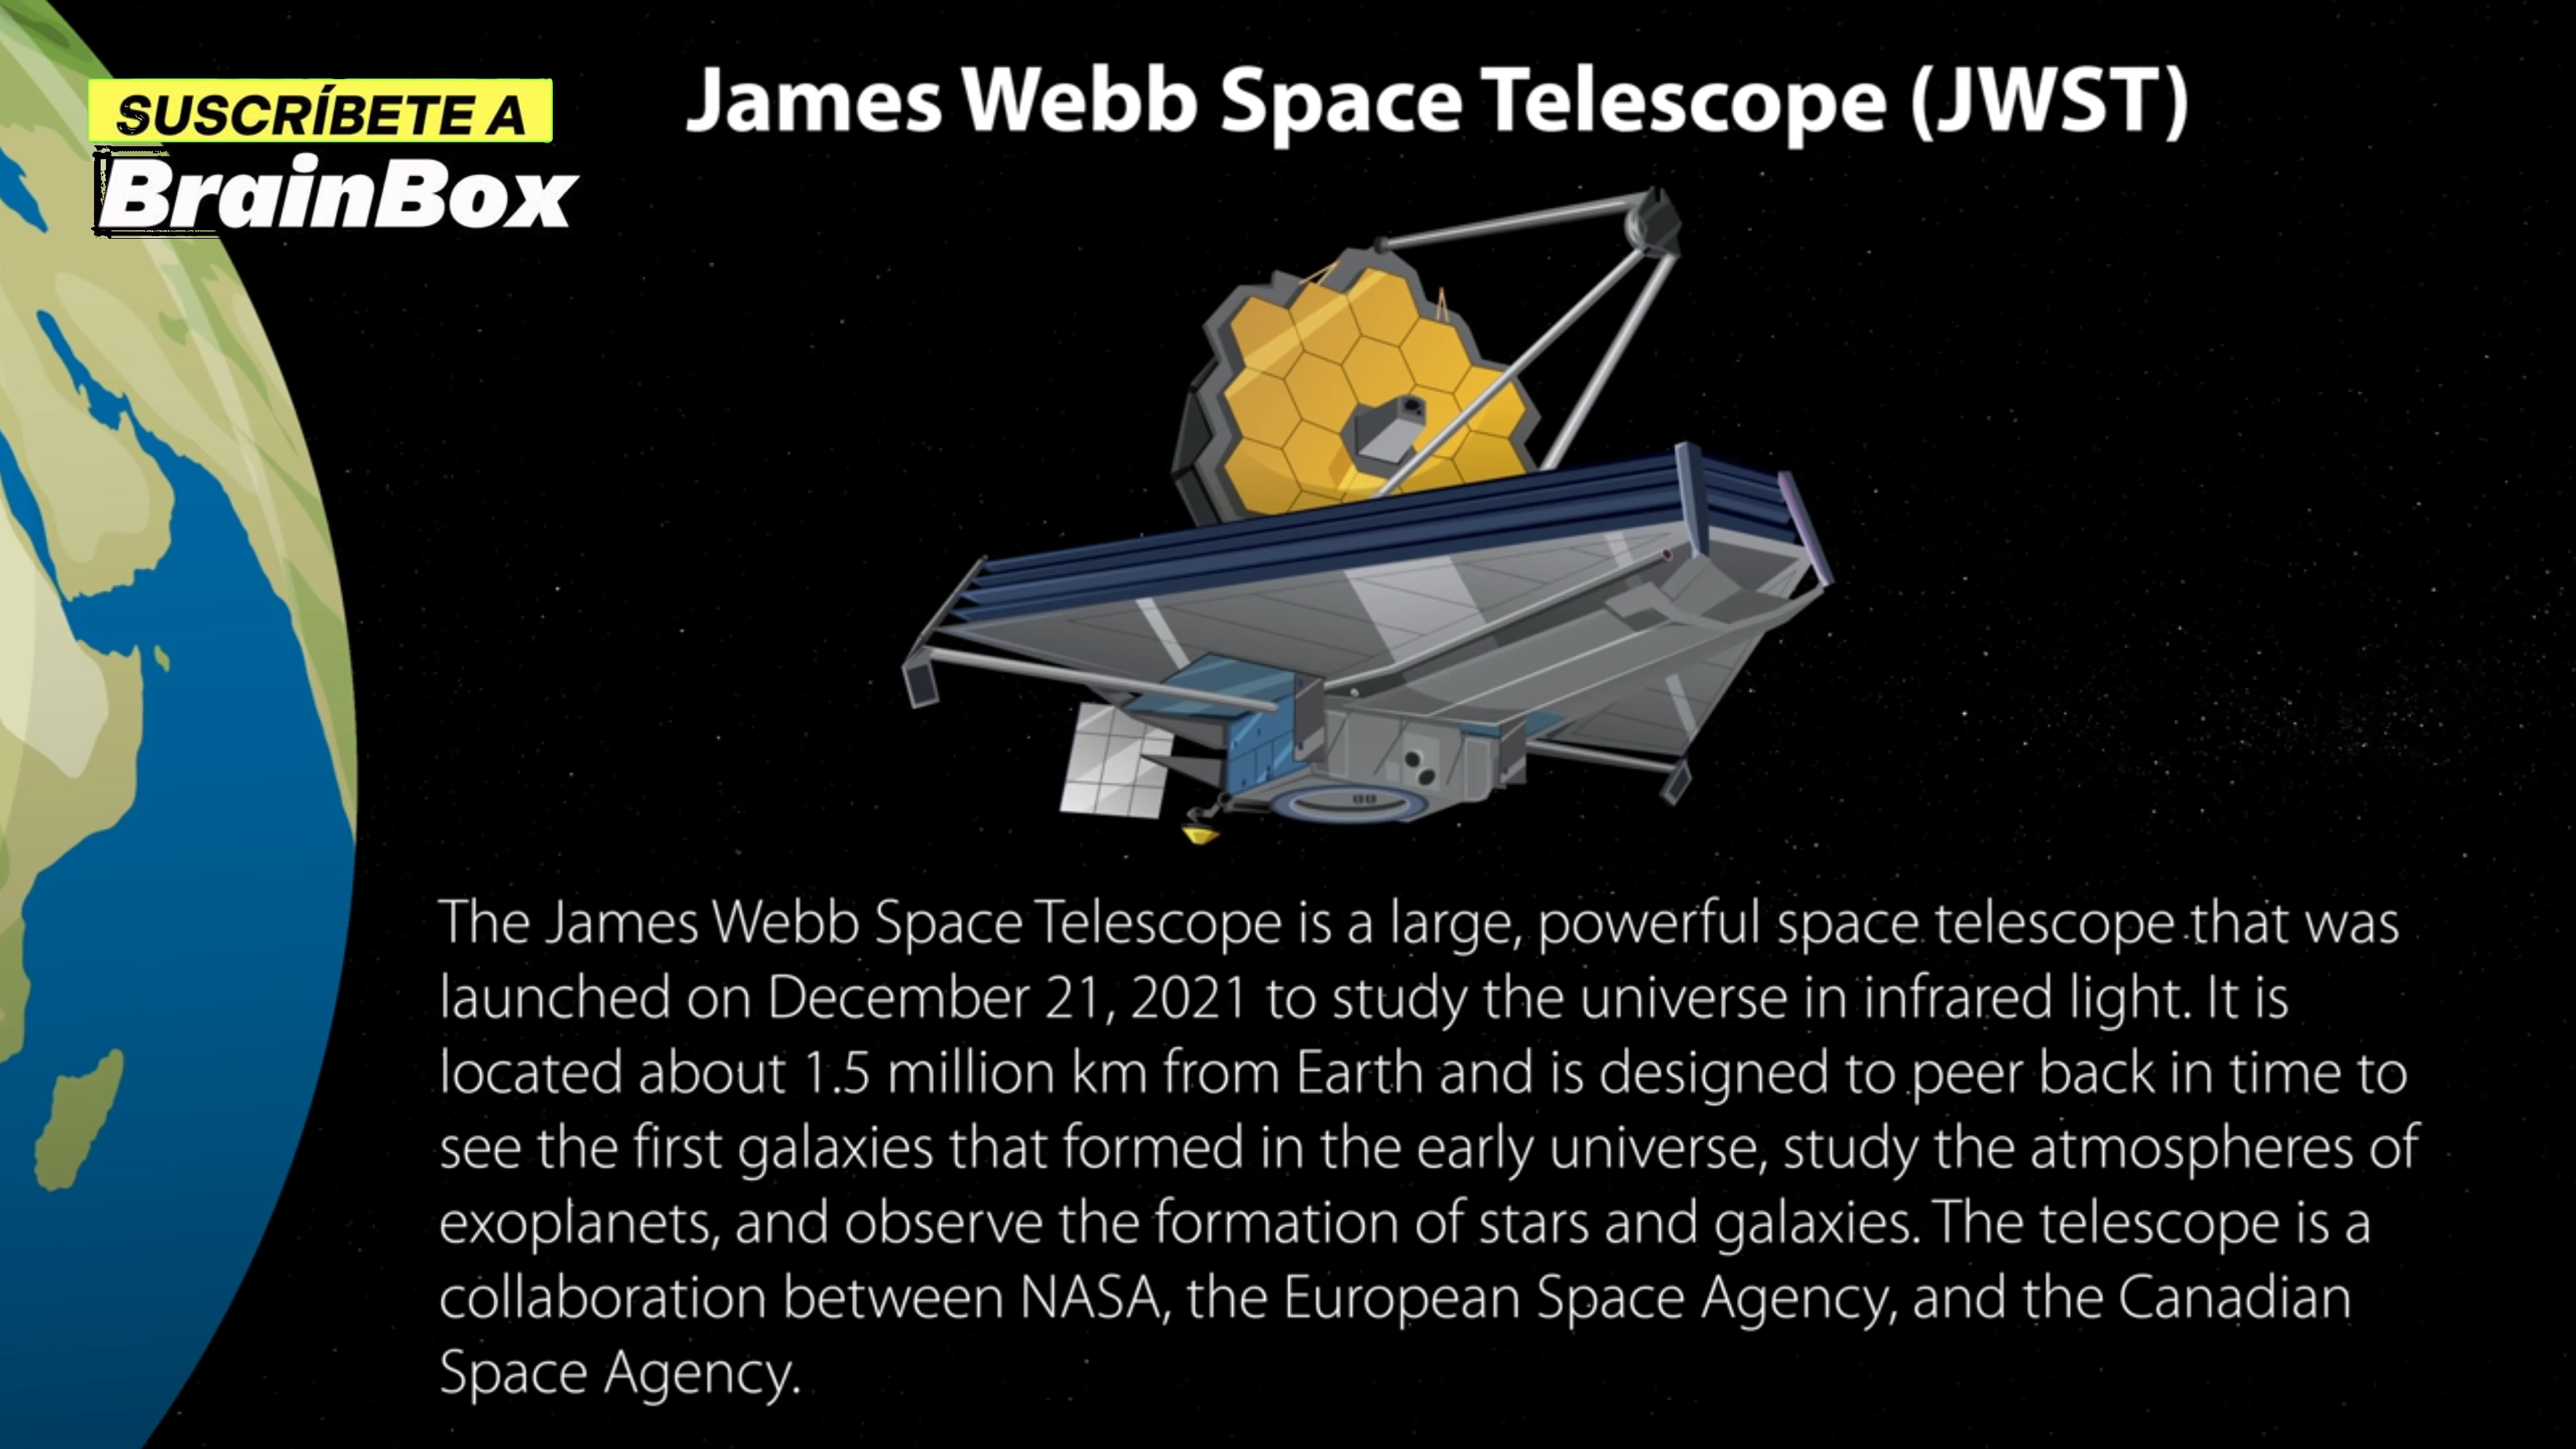 SUSCRÍBETE A
BrainBox
James Webb Space Telescope (JWST)
The James Webb Space Telescope is a large, powerful space telescope that was
launched on December 21, 2021 to study the universe in infrared light. It is
located about 1.5 million km from Earth and is designed to peer back in time to
see the first galaxies that formed in the early universe, study the atmospheres of
exoplanets, and observe the formation of stars and galaxies. The telescope is a
collaboration between NASA, the European Space Agency, and the Canadian
Space Agency.